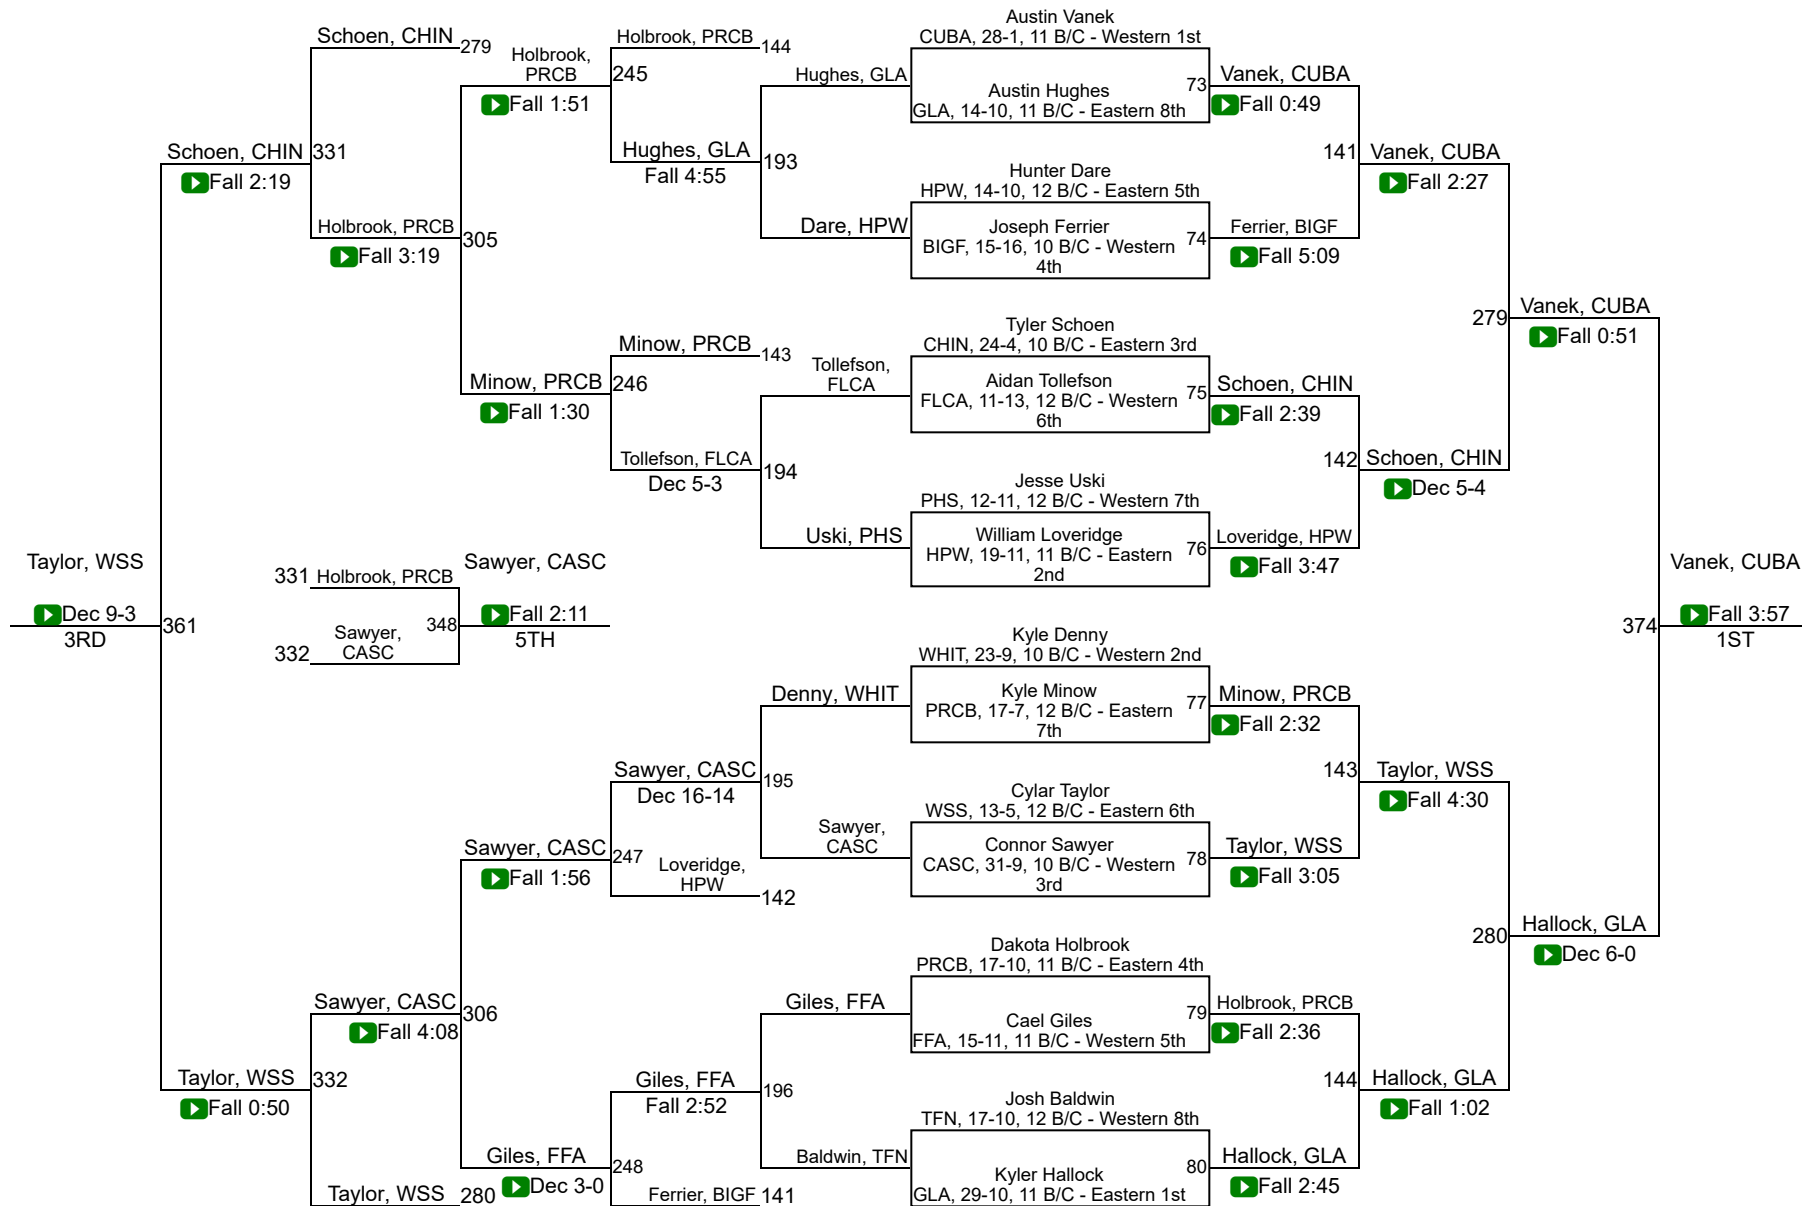 Austin Vanek
CUBA, 28-1, 11 B/C - Western 1st
Schoen, CHIN
279
Holbrook, PRCB
144
Holbrook,
PRCB
245
Hughes, GLA
Austin Hughes
GLA, 14-10, 11 B/C - Eastern 8th
73
Vanek, CUBA
Fall 1:51
Fall 0:49
Schoen, CHIN
331
Fall 2:19
Hughes, GLA
193
Fall 4:55
141
Vanek, CUBA
Fall 2:27
Hunter Dare
HPW, 14-10, 12 B/C - Eastern 5th
Holbrook, PRCB
305
Fall 3:19
Dare, HPW
Joseph Ferrier
BIGF, 15-16, 10 B/C - Western
4th
74
Ferrier, BIGF
Fall 5:09
279
Vanek, CUBA
Fall 0:51
Tyler Schoen
CHIN, 24-4, 10 B/C - Eastern 3rd
Minow, PRCB
143
Minow, PRCB
246
Fall 1:30
Tollefson,
FLCA
Aidan Tollefson
FLCA, 11-13, 12 B/C - Western
6th
75
Schoen, CHIN
Fall 2:39
Tollefson, FLCA
194
Dec 5-3
142
Schoen, CHIN
Dec 5-4
Jesse Uski
PHS, 12-11, 12 B/C - Western 7th
Uski, PHS
William Loveridge
HPW, 19-11, 11 B/C - Eastern
2nd
76
Loveridge, HPW
Fall 3:47
Taylor, WSS
Dec 9-3
3RD
361
331
Holbrook, PRCB
332
Sawyer,
CASC
348
Sawyer, CASC
Fall 2:11
5TH
374
Vanek, CUBA
Fall 3:57
1ST
Kyle Denny
WHIT, 23-9, 10 B/C - Western 2nd
Denny, WHIT
Kyle Minow
PRCB, 17-7, 12 B/C - Eastern
7th
77
Minow, PRCB
Fall 2:32
Sawyer, CASC
195
Dec 16-14
143
Taylor, WSS
Fall 4:30
Cylar Taylor
WSS, 13-5, 12 B/C - Eastern 6th
Sawyer, CASC
247
Fall 1:56
Loveridge,
HPW
142
Sawyer,
CASC
Connor Sawyer
CASC, 31-9, 10 B/C - Western
3rd
78
Taylor, WSS
Fall 3:05
280
Hallock, GLA
Dec 6-0
Dakota Holbrook
PRCB, 17-10, 11 B/C - Eastern 4th
Sawyer, CASC
306
Fall 4:08
Giles, FFA
Cael Giles
FFA, 15-11, 11 B/C - Western 5th
79
Holbrook, PRCB
Fall 2:36
Taylor, WSS
332
Fall 0:50
Giles, FFA
196
Fall 2:52
144
Hallock, GLA
Fall 1:02
Josh Baldwin
TFN, 17-10, 12 B/C - Western 8th
Giles, FFA
248
Dec 3-0
Baldwin, TFN
Kyler Hallock
GLA, 29-10, 11 B/C - Eastern 1st
80
Hallock, GLA
Fall 2:45
Taylor, WSS
280
Ferrier, BIGF
141